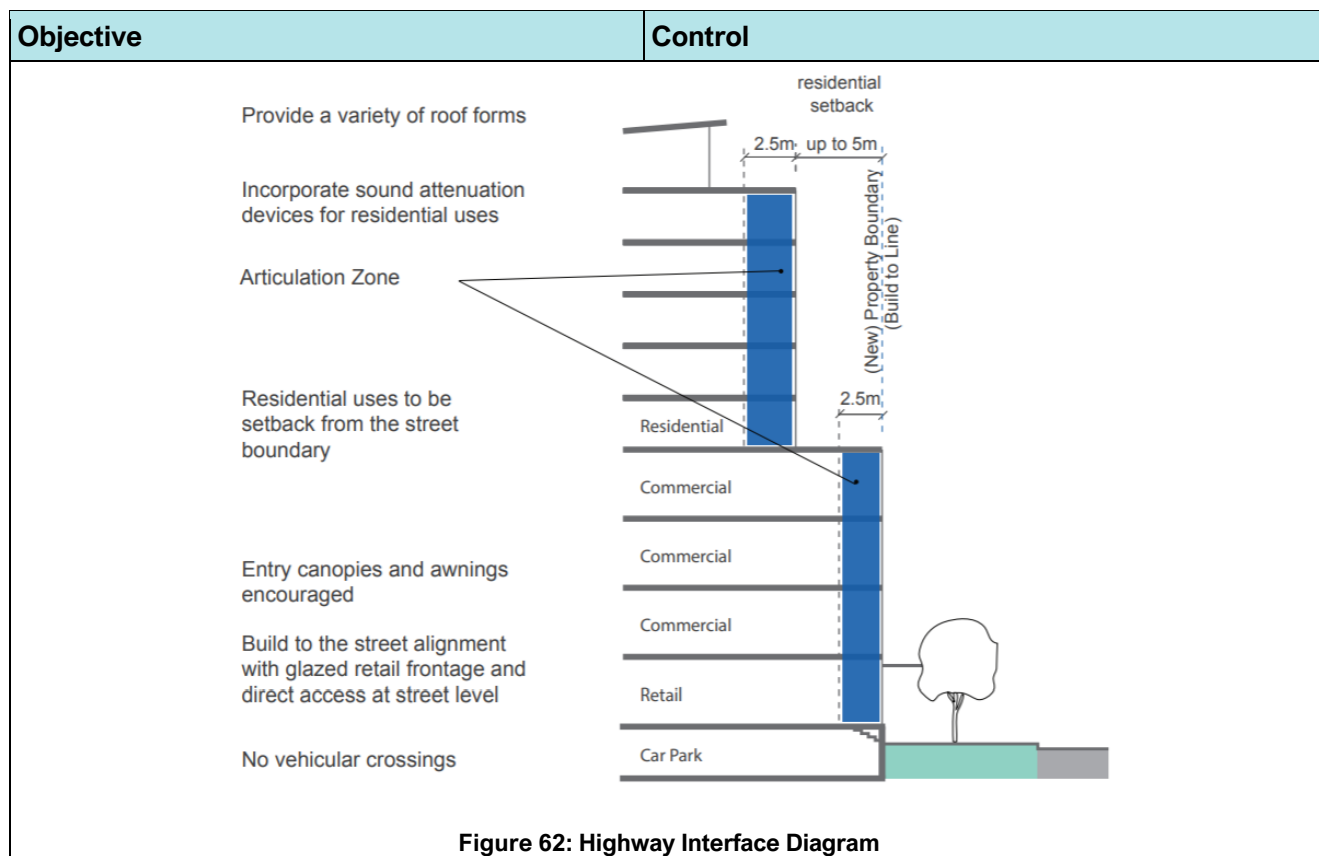 Objective
Control
residential
setback
2.5m
up to 5m
Provide a variety of roof forms
Incorporate sound attenuation
devices for residential uses
Articulation Zone
(New) Property Boundary
(Build to Line)
2.5m
Residential uses to be
setback from the street
boundary
Residential
Commercial
Commercial
Entry canopies and awnings
encouraged
Commercial
Build to the street alignment
with glazed retail frontage and
direct access at street level
Retail
No vehicular crossings
Car Park
Figure 62: Highway Interface Diagram